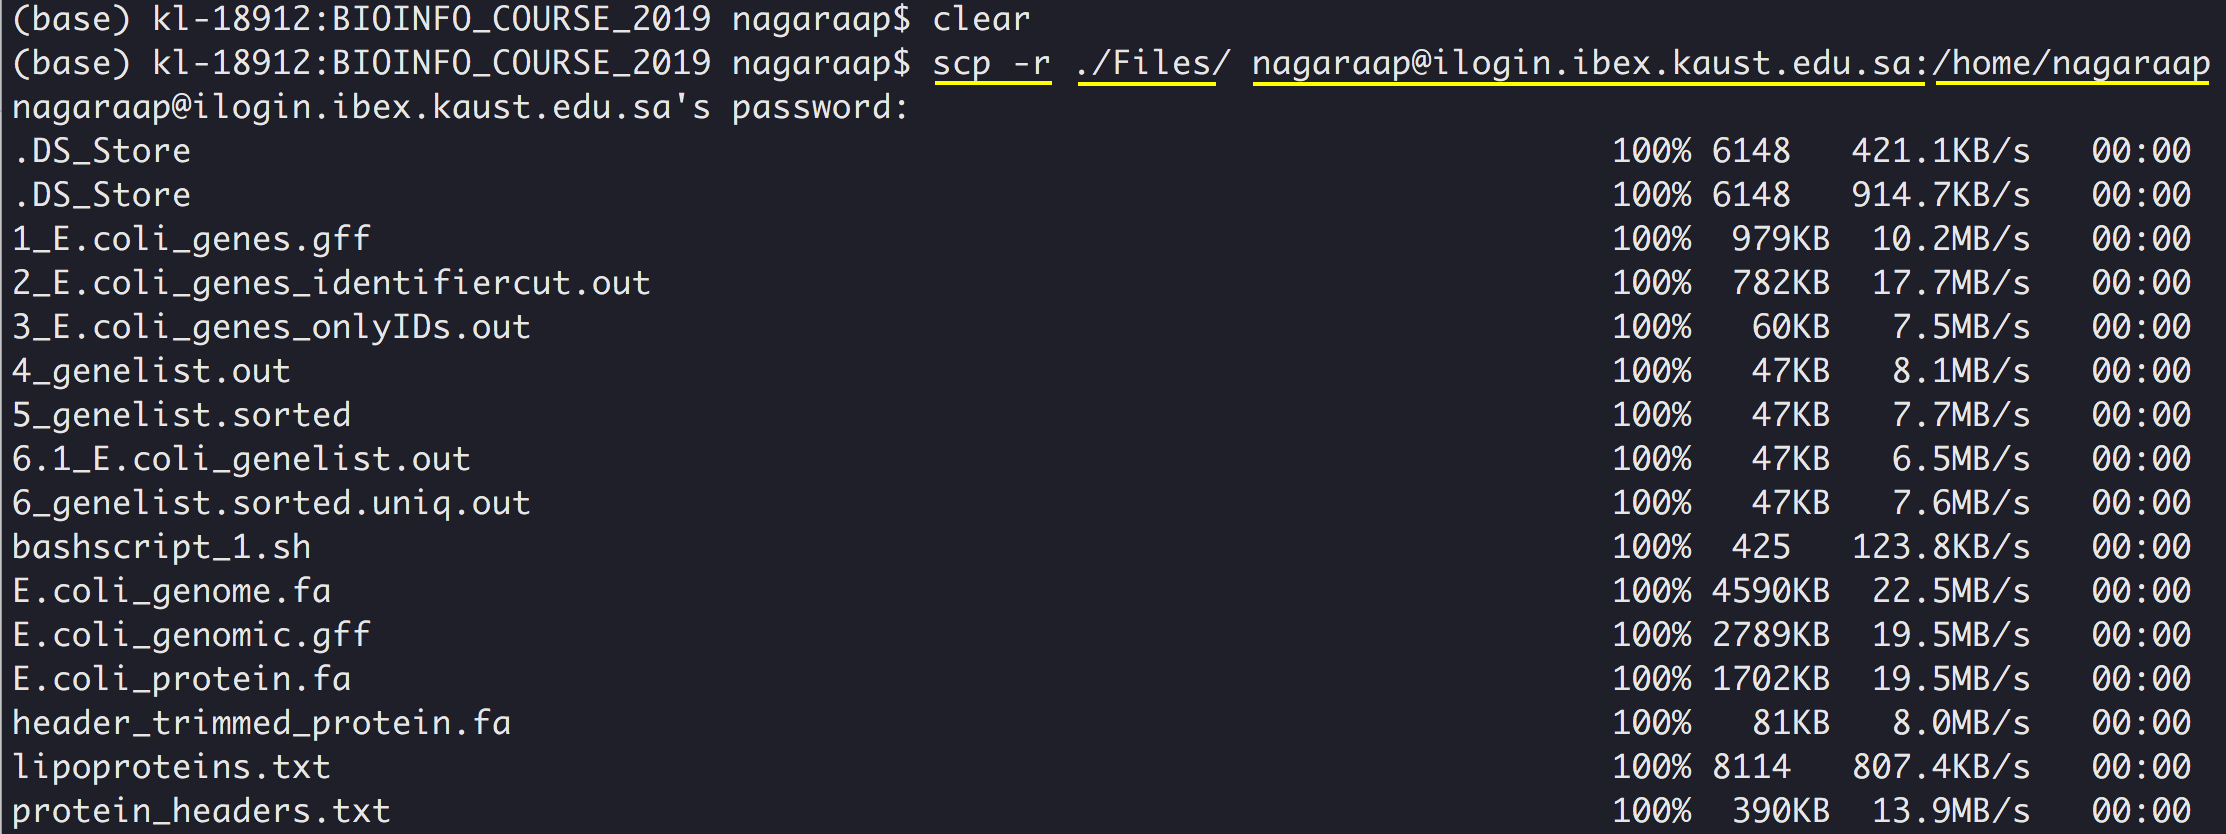 (base) kl-18912:BIOINFO_COURSE_2019 nagaraap$ clear
(base) kl-18912:BIOINFO_COURSE_2019 nagaraap$ scp -r ./Files/ nagaraap@ilogin.ibex.kaust.edu.sa:/home/nagaraap
nagaraap@ilogin.ibex.kaust.edu.sa's password:
.DS_Store 100% 6148 421.1KB/s 00:00
.DS_Store 100% 6148 914.7KB/s 00:00
1_E.coli_genes.gff 100% 979KB 10.2MB/s 00:00
2_E.coli_genes_identifiercut.out 100% 782KB 17.7MB/s 00:00
3_E.coli_genes_onlyIDs.out 100% 60KB 7.5MB/s 00:00
4_genelist.out 100% 47KB 8.1MB/s 00:00
5_genelist.sorted 100% 47KB 7.7MB/s 00:00
6.1_E.coli_genelist.out 100% 47KB 6.5MB/s 00:00
6_genelist.sorted.uniq.out 100% 47KB 7.6MB/s 00:00
bashscript_1.sh 100% 425 123.8KB/s 00:00
E.coli_genome.fa 100% 4590KB 22.5MB/s 00:00
E.coli_genomic.gff 100% 2789KB 19.5MB/s 00:00
E.coli_protein.fa 100% 1702KB 19.5MB/s 00:00
header_trimmed_protein.fa 100% 81KB 8.0MB/s 00:00
lipoproteins.txt 100% 8114 807.4KB/s 00:00
protein_headers.txt 100% 390KB 13.9MB/s 00:00